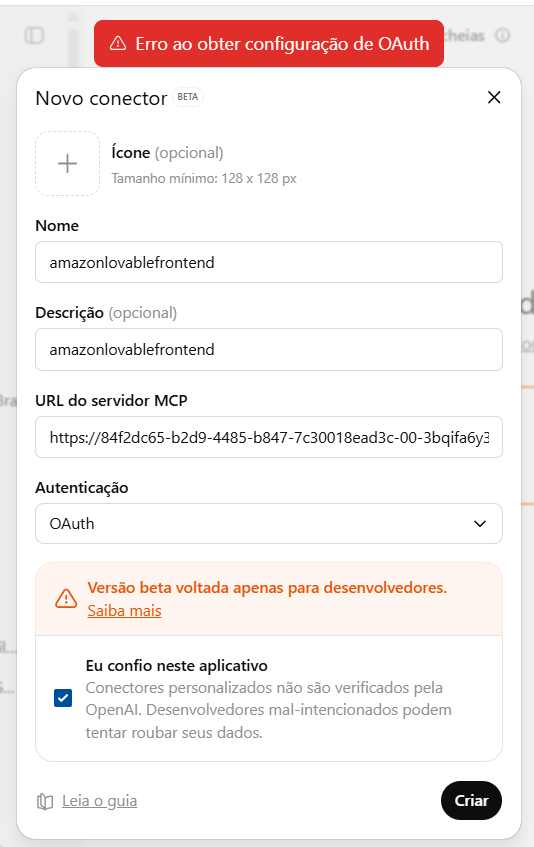 Erro ao obter configuração de OAuth
cheias
Novo conector BETA
Ícone (opcional)
Tamanho mínimo: 128 x 128 px
Nome
amazonlovablefrontend
Descrição (opcional)
amazonlovablefrontend
URL do servidor MCP
https://84f2dc65-b2d9-4485-b847-7c30018ead3c-00-3bqifa6y3
Autenticação
OAuth
Versão beta voltada apenas para desenvolvedores.
Saiba mais
Eu confio neste aplicativo
Conectores personalizados não são verificados pela
OpenAI. Desenvolvedores mal-intencionados podem
tentar roubar seus dados.
Leia o guia
Criar